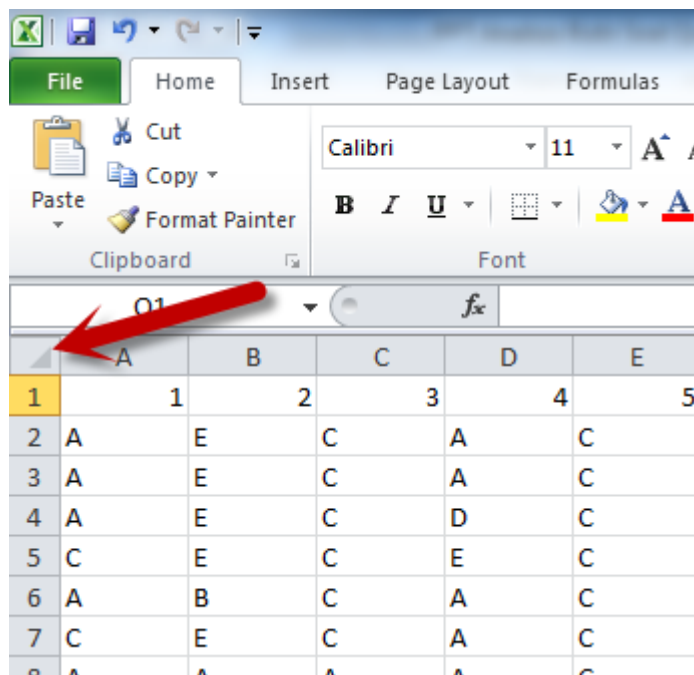 File Home Insert Page Layout Formulas
Cut
Calibri 11 A
Copy
Paste
B I U A
Format Painter
Clipboard Font
fx
A B C D E
1 1 2 3 4 5
2 A E C A C
3 A E C A C
4 A E C D C
5 C E C E C
6 A B C A C
7 C E C A C